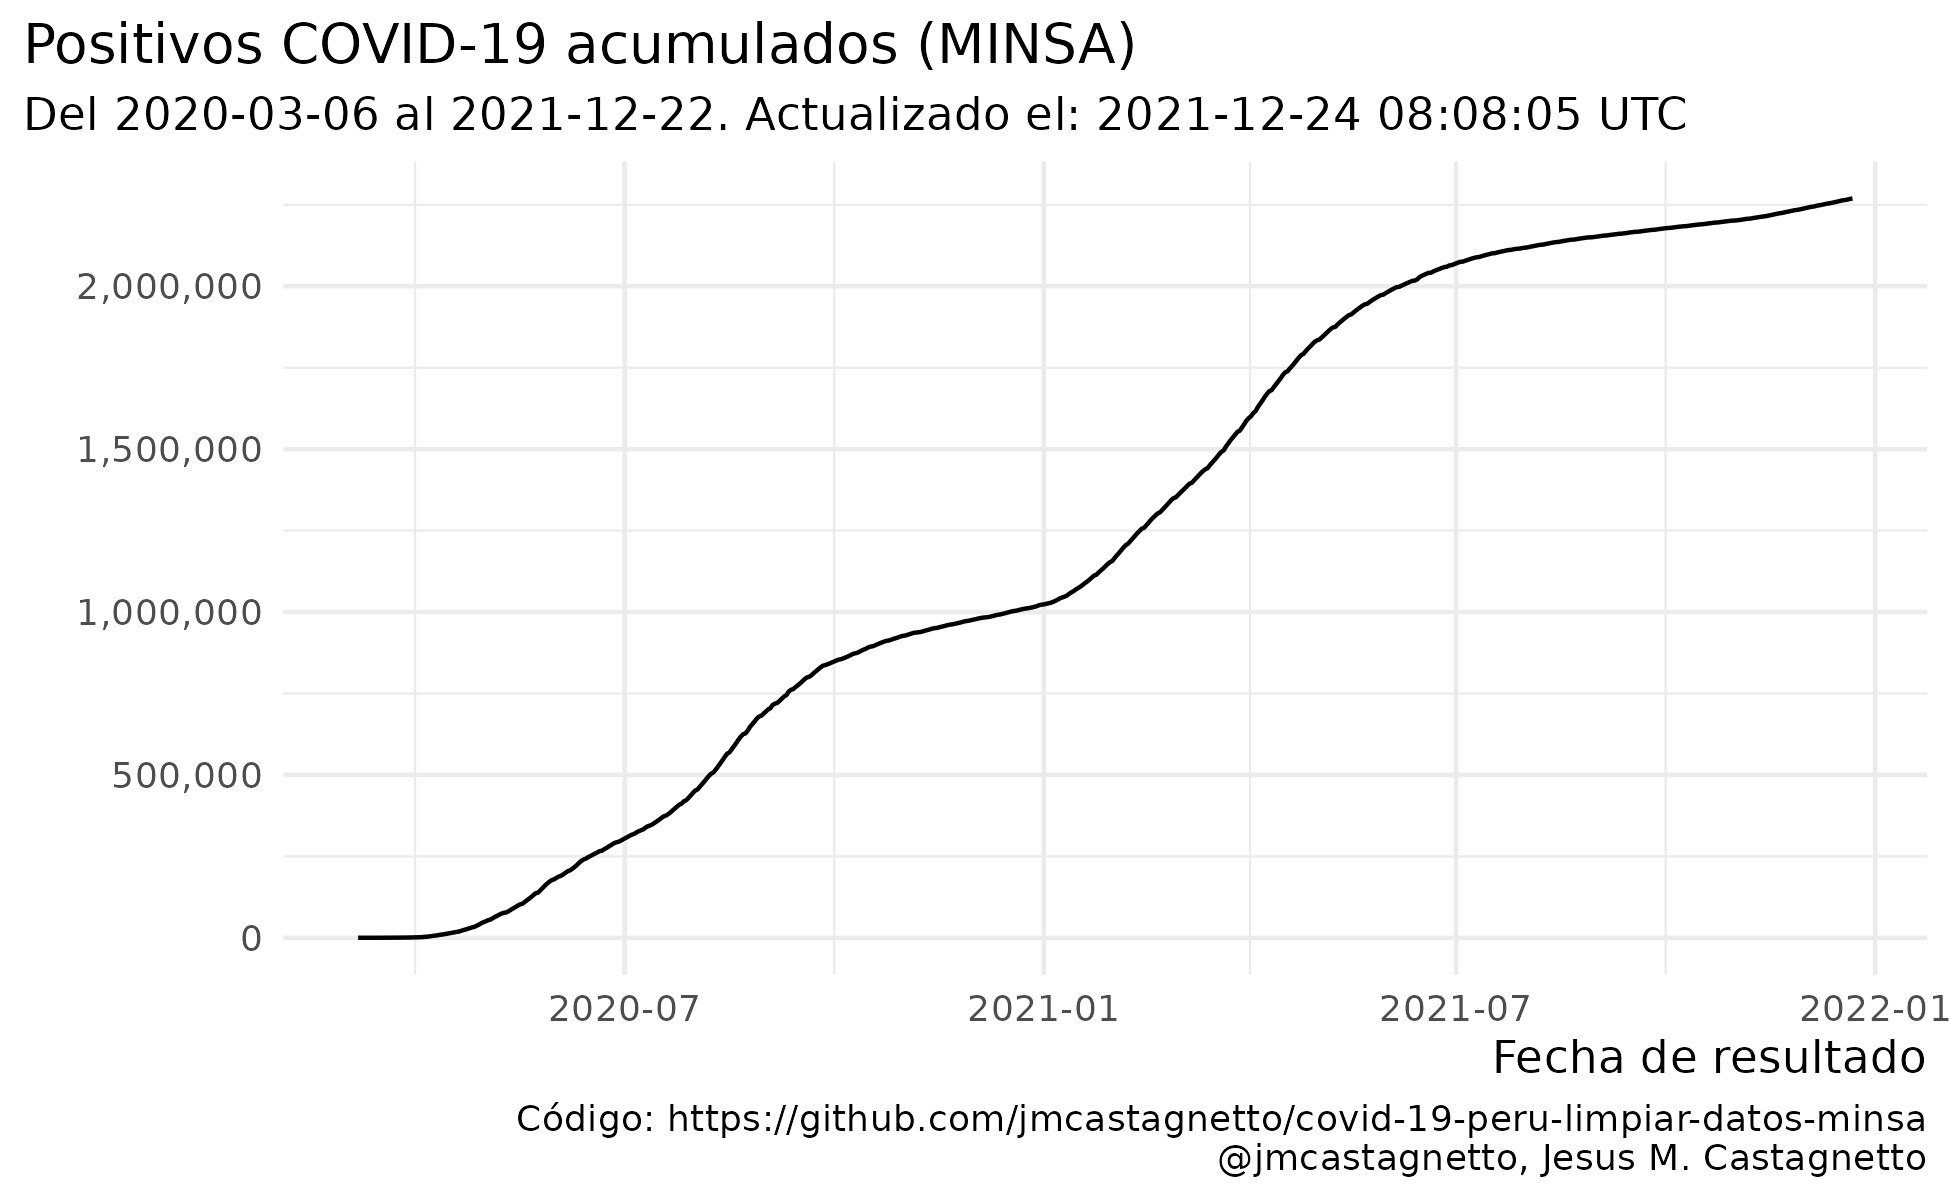 Positivos COVID-19 acumulados (MINSA)
Del 2020-03-06 al 2021-12-22. Actualizado el: 2021-12-24 08:08:05 UTC
2,000,000
1,500,000
1,000,000
500,000
0
2020-07 2021-01 2021-07 2022-01
Fecha de resultado
Código: https://github.com/jmcastagnetto/covid-19-peru-limpiar-datos-minsa
@jmcastagnetto, Jesus M. Castagnetto